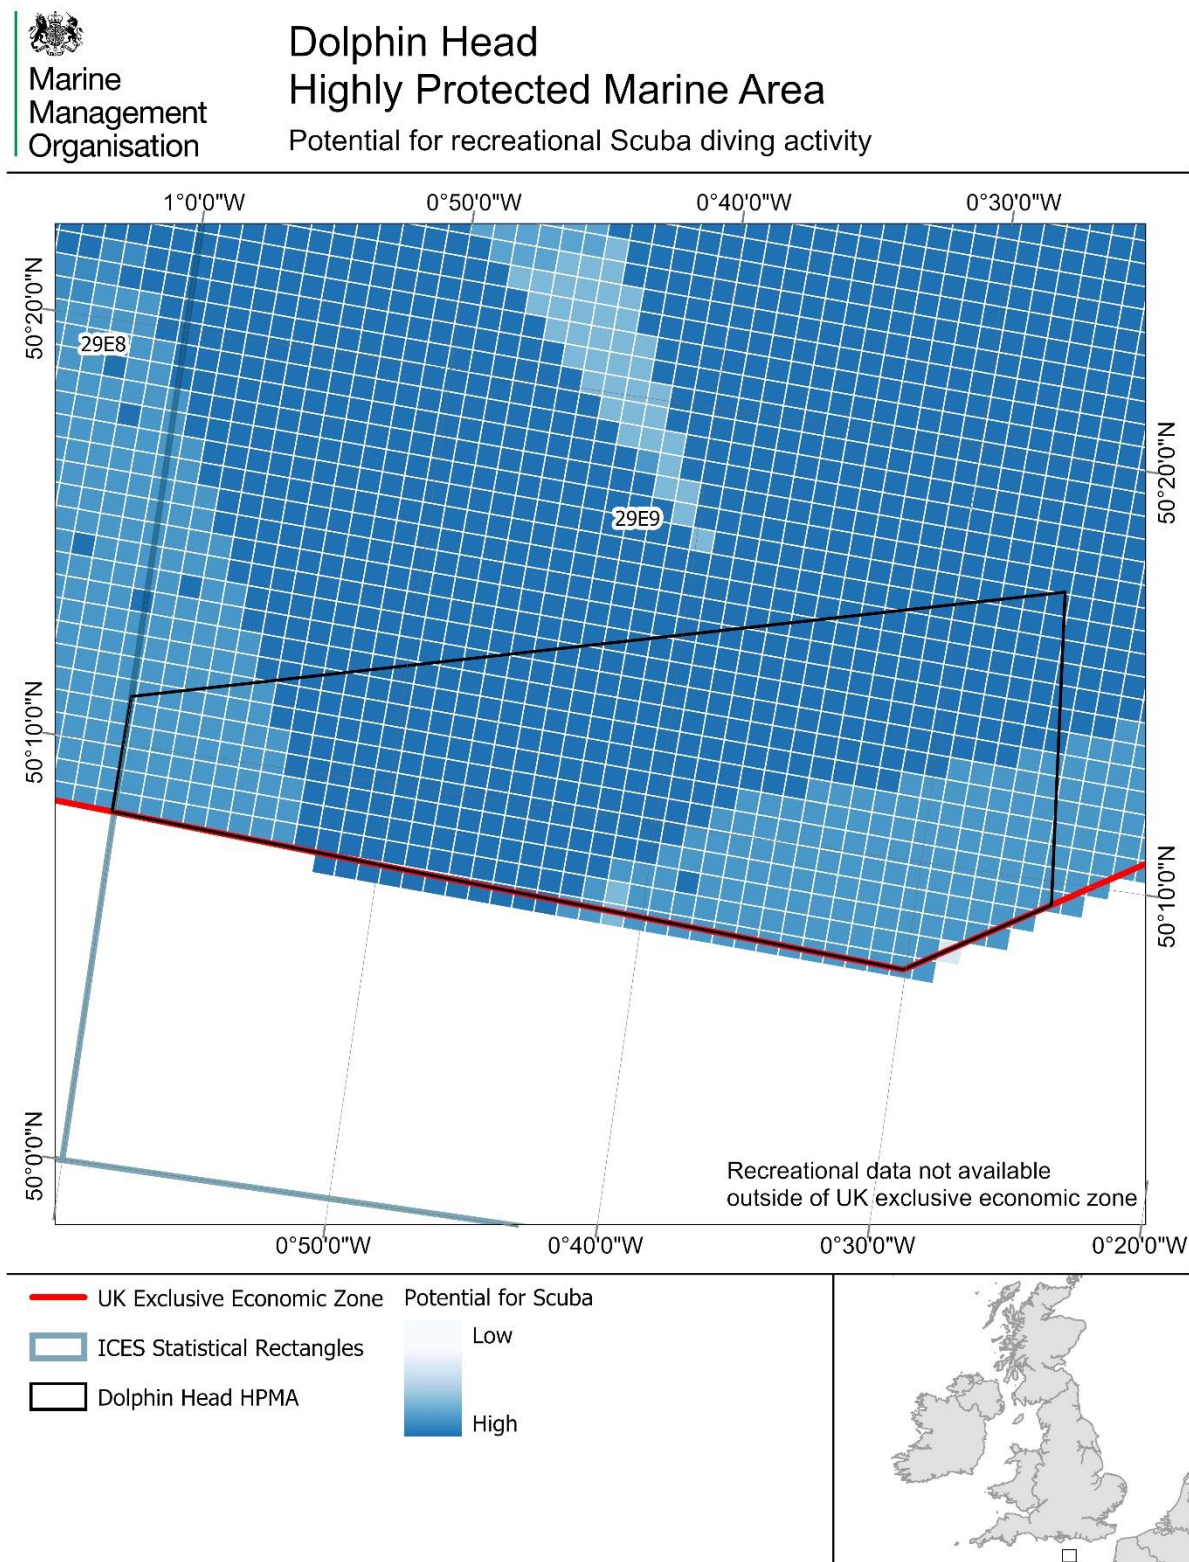 Marine
Management
Organisation
Dolphin Head
Highly Protected Marine Area
Potential for recreational Scuba diving activity
1°0'0"W
0°50'0"W
0°40'0"W
0°30'0"W
50°20'0"N
29E8
50°20'0"N
29E9
50°10'0"N
50°10'0"N
50°0'0"N
Recreational data not available
outside of UK exclusive economic zone
0°50'0"W
0°40'0"W
0°30'0"W
0°20'0"W
UK Exclusive Economic Zone
ICES Statistical Rectangles
Dolphin Head HPMA
Potential for Scuba
Low
High